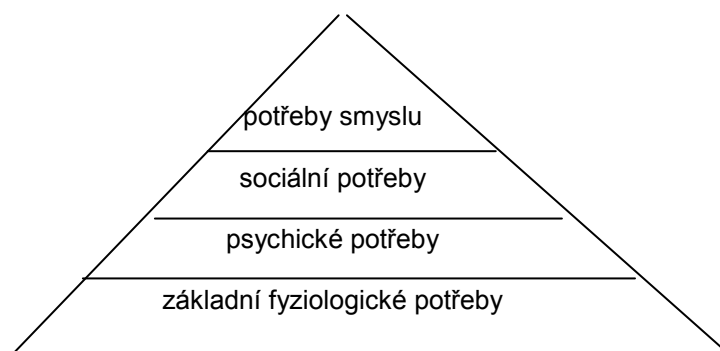 potřeby smyslu
sociální potřeby
psychické potřeby
základní fyziologické potřeby